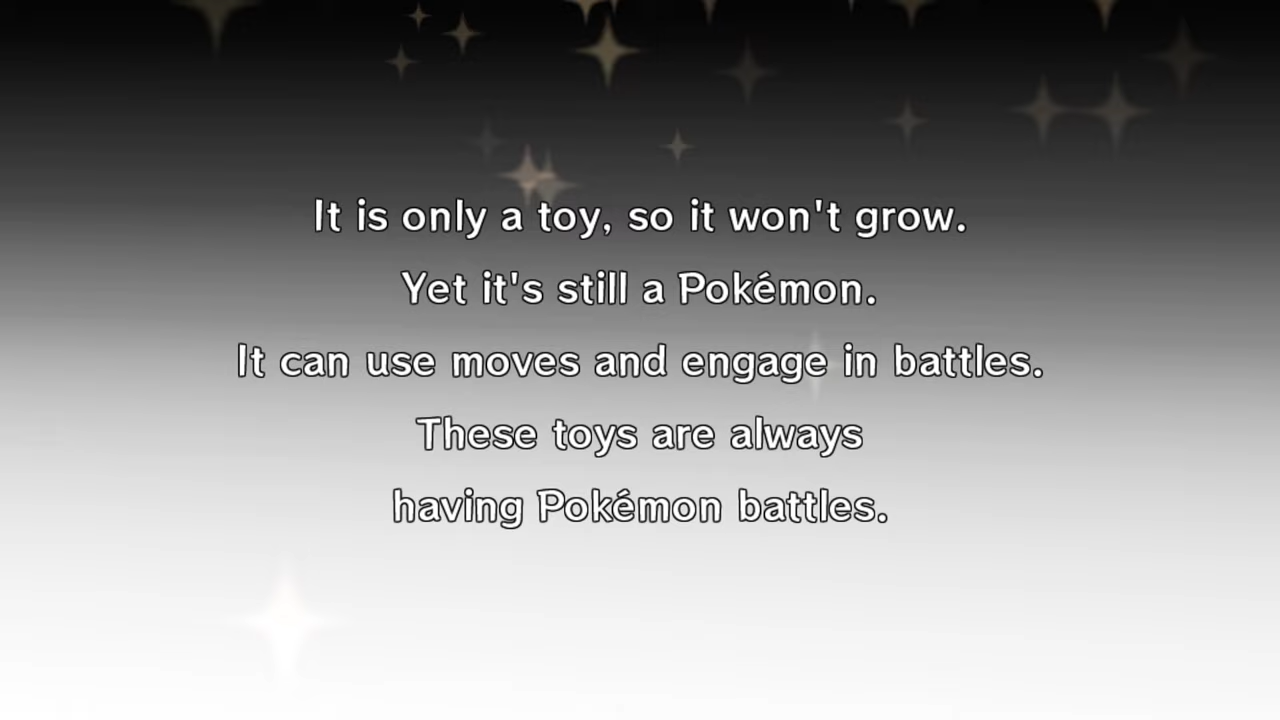 It is only a toy, so it won't grow.
Yet it's still a Pokémon.
It can use moves and engage in battles.
These toys are always
having Pokémon battles.